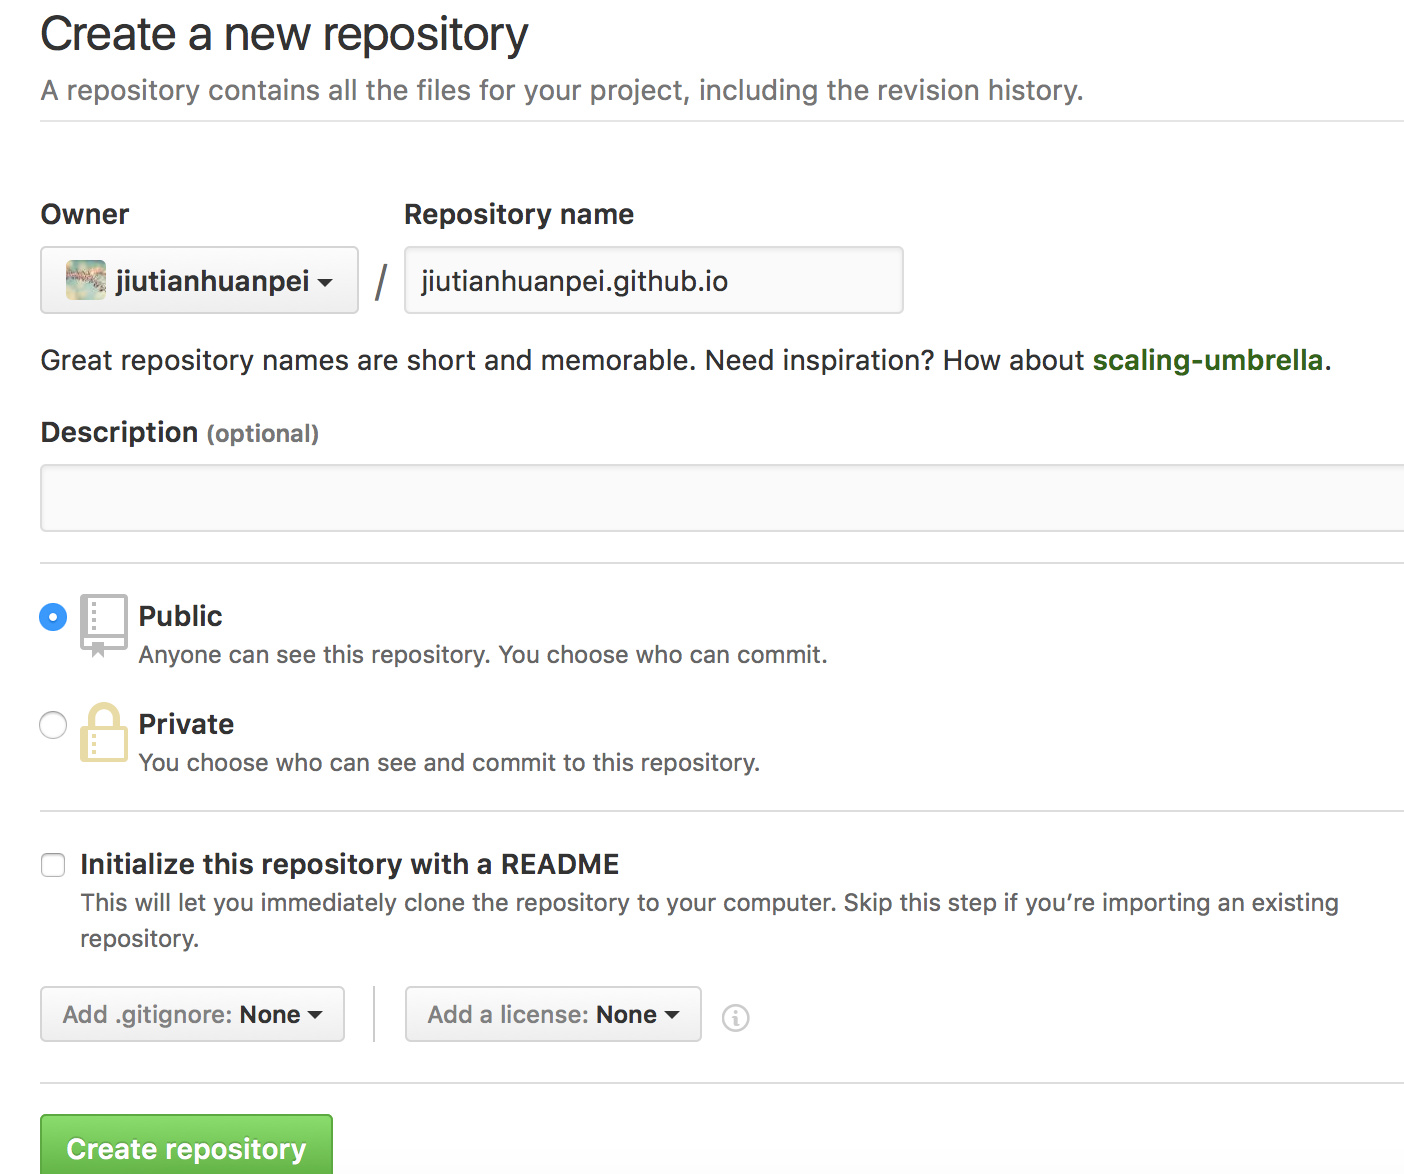 Create a new repository
A repository contains all the files for your project, including the revision history.
Owner
Repository name
jiutianhuanpei
/
jiutianhuanpei.github.io
Great repository names are short and memorable. Need inspiration? How about scaling-umbrella.
Description (optional)
Public
Anyone can see this repository. You choose who can commit.
Private
You choose who can see and commit to this repository.
Initialize this repository with a README
This will let you immediately clone the repository to your computer. Skip this step if you’re importing an existing
repository.
Add .gitignore: None
Add a license: None
Create repository